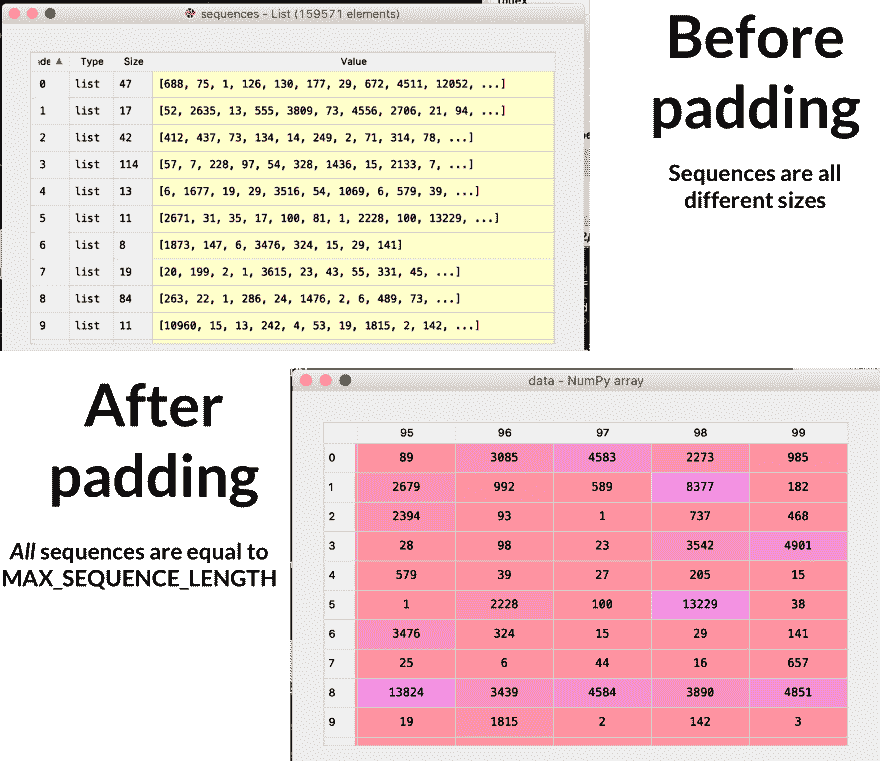 sequences - List (159571 elements)
Before
padding
Sequences are all
different sizes
Type Size Value
0 list 47 [688, 75, 1, 126, 130, 177, 29, 672, 4511, 12052, ...]
1 list 17 [52, 2635, 13, 555, 3809, 73, 4556, 2706, 21, 94, ...]
2 list 42 [412, 437, 73, 134, 14, 249, 2, 71, 314, 78, ...]
3 list 114 [57, 7, 228, 97, 54, 328, 1436, 15, 2133, 7, ...]
4 list 13 [6, 1677, 19, 29, 3516, 54, 1069, 6, 579, 39, ...]
5 list 11 [2671, 31, 35, 17, 100, 81, 1, 2228, 100, 13229, ...]
6 list 8 [1873, 147, 6, 3476, 324, 15, 29, 141]
7 list 19 [20, 199, 2, 1, 3615, 23, 43, 55, 331, 45, ...]
8 list 84 [263, 22, 1, 286, 24, 1476, 2, 6, 489, 73, ...]
9 list 11 [10960, 15, 13, 242, 4, 53, 19, 1815, 2, 142, ...]
After
padding
All sequences are equal to
MAX_SEQUENCE_LENGTH
data - NumPy array
95 96 97 98 99
0 89 3085 4583 2273 985
1 2679 992 589 8377 182
2 2394 93 1 737 468
3 28 98 23 3542 4901
4 579 39 27 205 15
5 1 2228 100 13229 38
6 3476 324 15 29 141
7 25 6 44 16 657
8 13824 3439 4584 3890 4851
9 19 1815 2 142 3